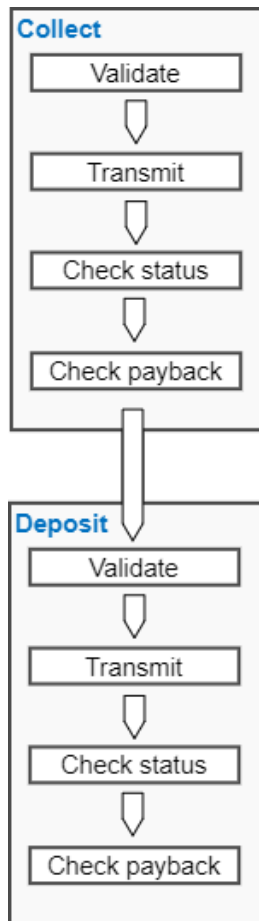 Collect
Validate
Transmit
Check status
Check payback
Deposit
Validate
Transmit
Check status
Check payback